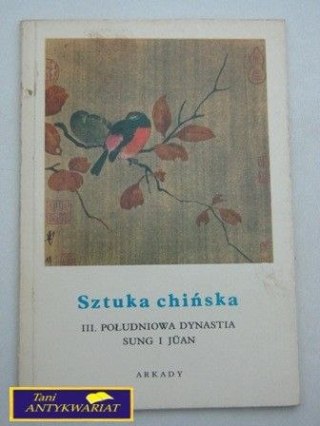 Sztuka chińska
III. POŁUDNIOWA DYNASTIA
SUNG I JÜAN
ARKADY
Tani
ANTYKWARIAT